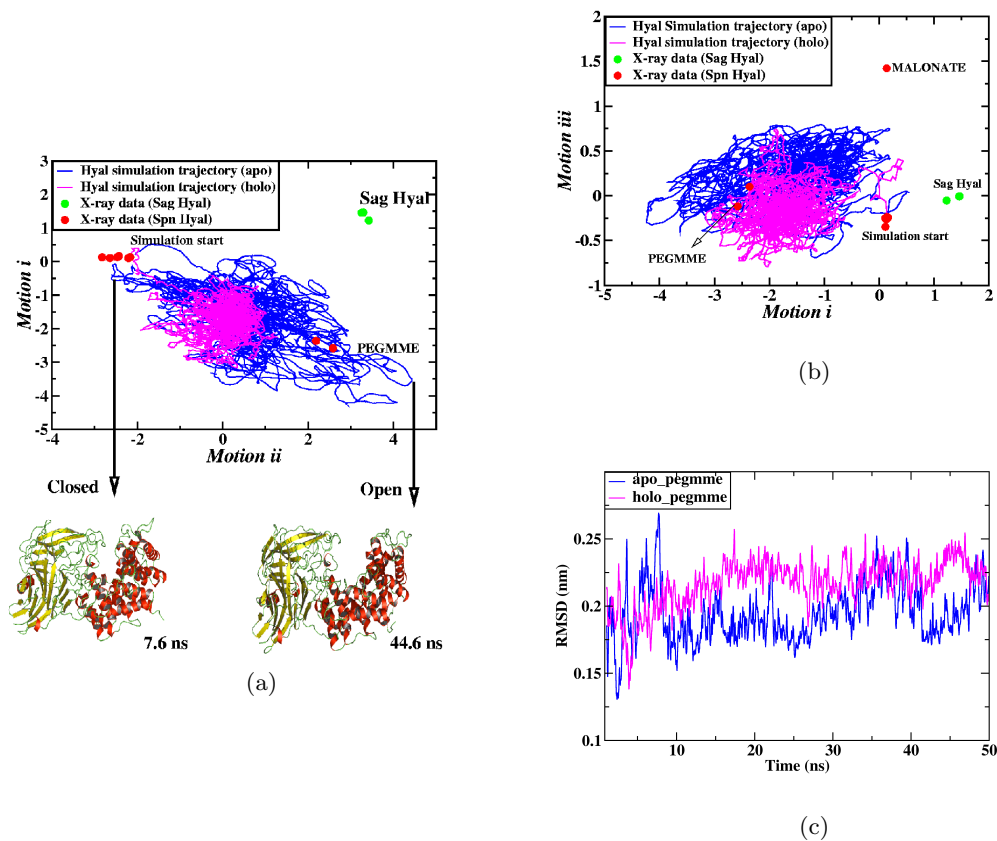 3
2
1
0
-1
-2
-3
-4
-5
Motion i
Hyal simulation trajectory (apo)
Hyal simulation trajectory (holo)
X-ray data (Sag Hyal)
X-ray data (Spn Hyal)
Sag Hyal
Simulation start
PEGMME
-4
-2
0
2
4
Motion ii
Closed
Open
7.6 ns
44.6 ns
(a)
2
1.5
1
0.5
0
-0.5
-1
Motion iii
Hyal Simulation trajectory (apo)
Hyal simulation trajectory (holo)
X-ray data (Sag Hyal)
X-ray data (Spn Hyal)
MALONATE
Sag Hyal
Simulation start
PEGMME
-5
-4
-3
-2
-1
0
1
2
Motion i
(b)
apo_pegmme
holo_pegmme
0.25
0.2
0.15
0.1
RMSD (nm)
10
20
30
40
50
Time (ns)
(c)